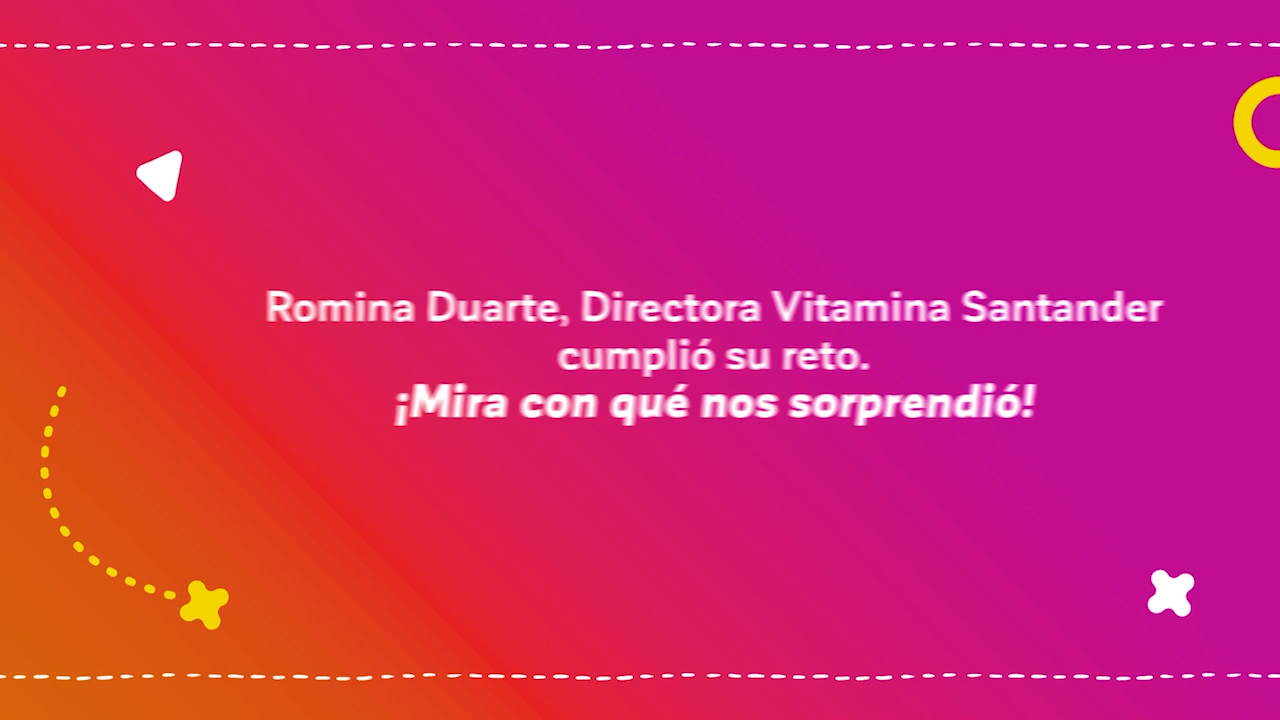 Romina Duarte, Directora Vitamina Santander
cumplió su reto.
¡Mira con qué nos sorprendió!